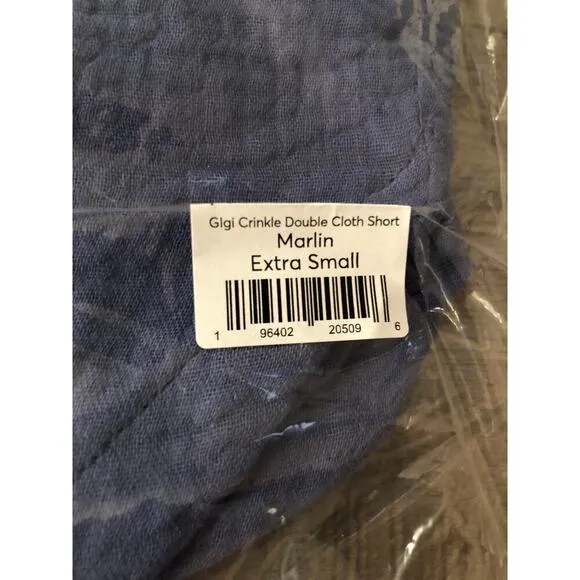 Gigi Crinkle Double Cloth Short
Marlin
Extra Small
1 96402 20509 6